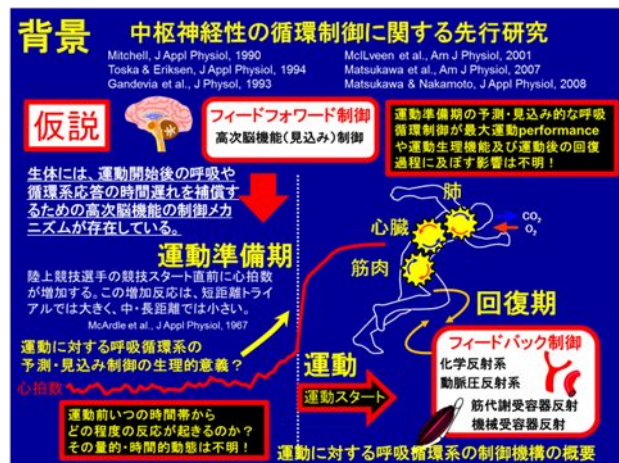 背景
中枢神経性の循環制御に関する先行研究
Mitchell, J Appl Physiol, 1990
Toska & Eriksen, J Appl Physiol, 1994
Gandevia et al., J Physol, 1993
McIlveen et al., Am J Physiol, 2001
Matsukawa et al., Am J Physiol, 2007
Matsukawa & Nakamoto, J Appl Physiol, 2008
仮説
フィードフォワード制御
高次脳機能(見込み)制御
運動準備期の予測・見込み的な呼吸
循環制御が最大運動performance
や運動生理機能及び運動後の回復
過程に及ぼす影響は不明!
生体には、運動開始後の呼吸や
循環系応答の時間遅れを補償す
るための高次脳機能の制御メカ
ニズムが存在している。
運動準備期
陸上競技選手の競技スタート直前に心拍数
が増加する。この増加反応は、短距離トライ
アルでは大きく、中・長距離では小さい。
McArdle et al., J Appl Physiol, 1967
運動に対する呼吸循環系の
予測・見込み制御の生理的意義?
心拍数
運動前いつの時間帯から
どの程度の反応が起きるのか?
その量的・時間的動態は不明!
肺
心臓
筋肉
CO₂
O₂
回復期
運動
運動スタート
フィードバック制御
化学反射系
動脈圧反射系
筋代謝受容器反射
機械受容器反射
運動に対する呼吸循環系の制御機構の概要